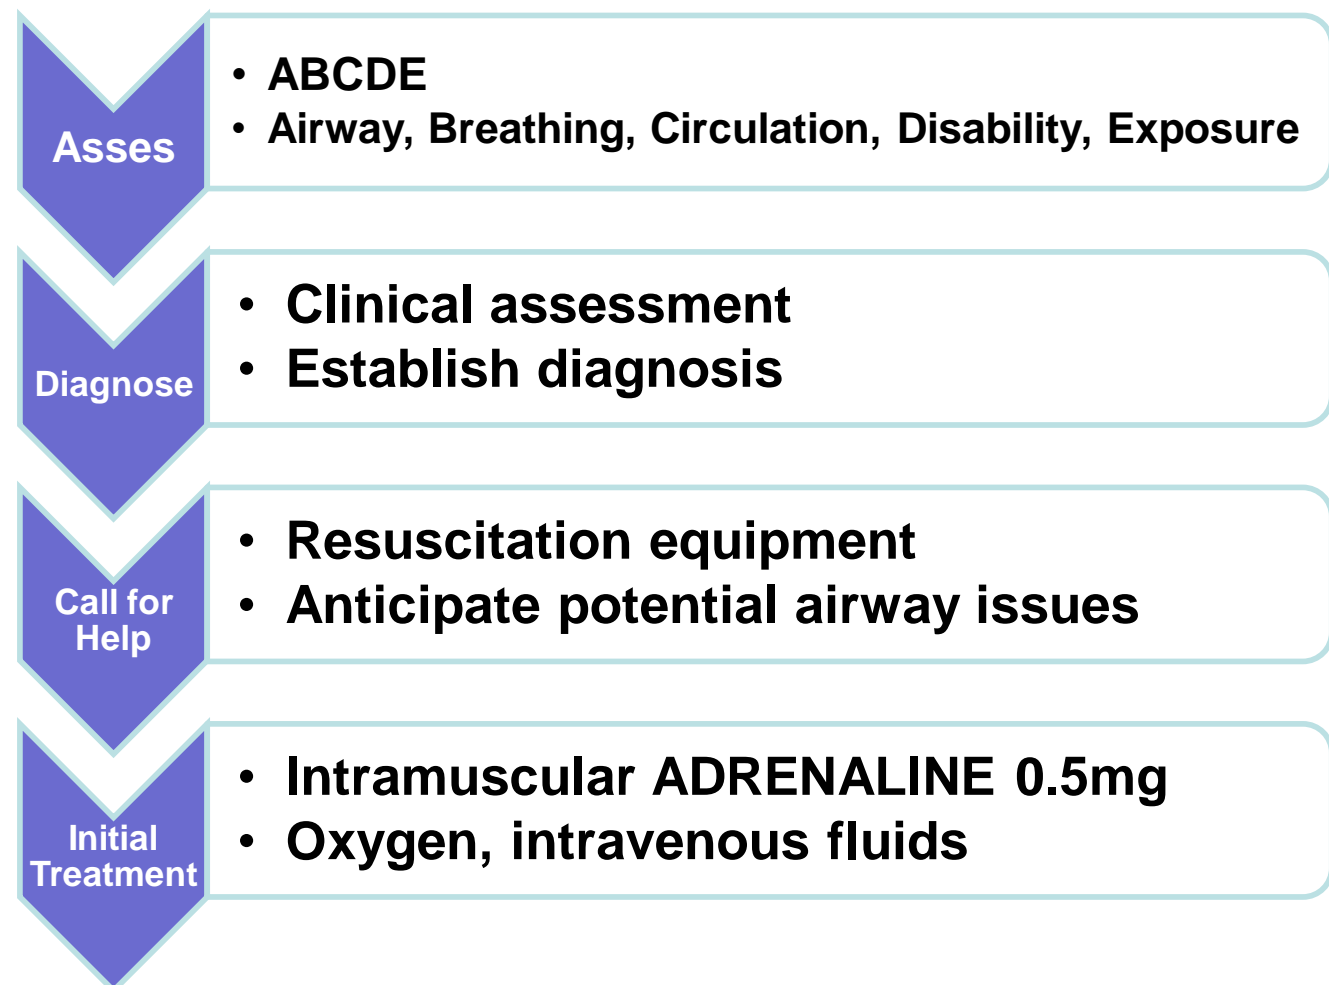 Asses
• ABCDE
• Airway, Breathing, Circulation, Disability, Exposure
Diagnose
• Clinical assessment
• Establish diagnosis
Call for
Help
• Resuscitation equipment
• Anticipate potential airway issues
Initial
Treatment
• Intramuscular ADRENALINE 0.5mg
• Oxygen, intravenous fluids